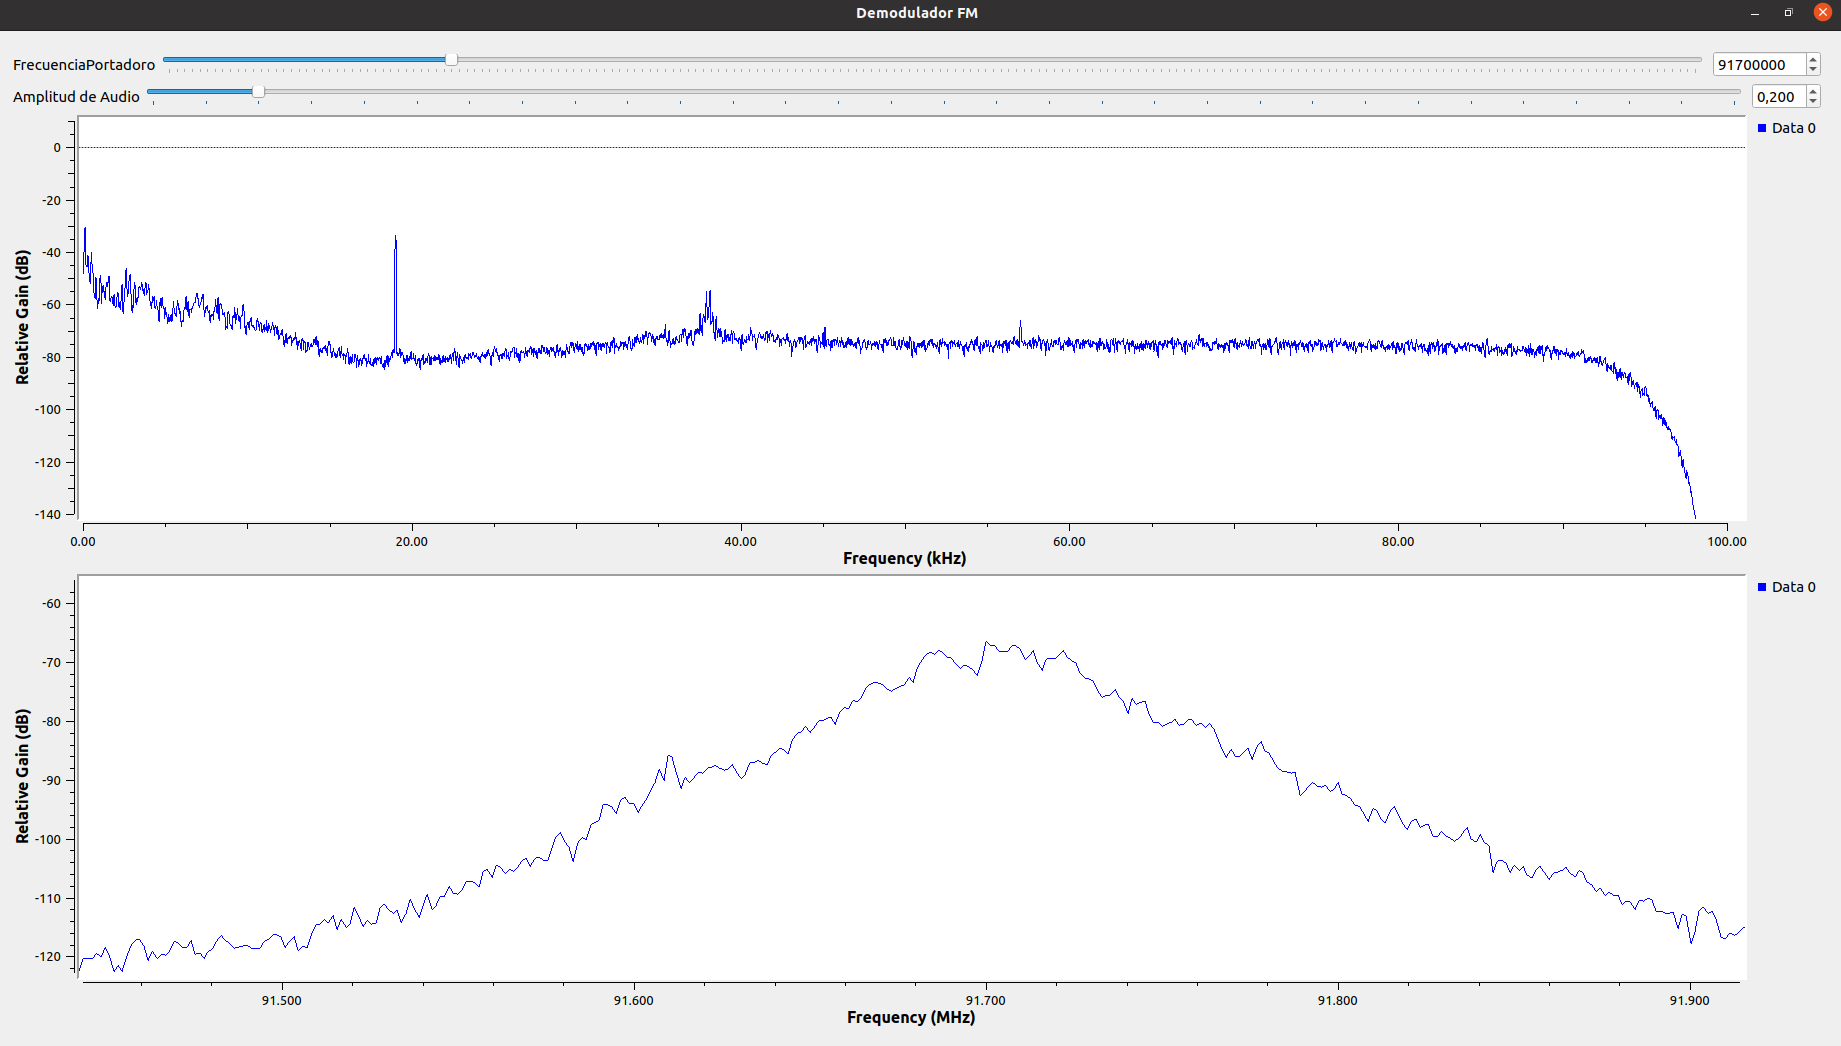 Demodulador FM
FrecuenciaPortadoro 91700000
Amplitud de Audio 0,200
Data 0
Relative Gain (dB)
0
-20
-40
-60
-80
-100
-120
-140
0.00 20.00 40.00 60.00 80.00 100.00
Frequency (kHz)
Data 0
Relative Gain (dB)
-60
-70
-80
-90
-100
-110
-120
91.500 91.600 91.700 91.800 91.900
Frequency (MHz)